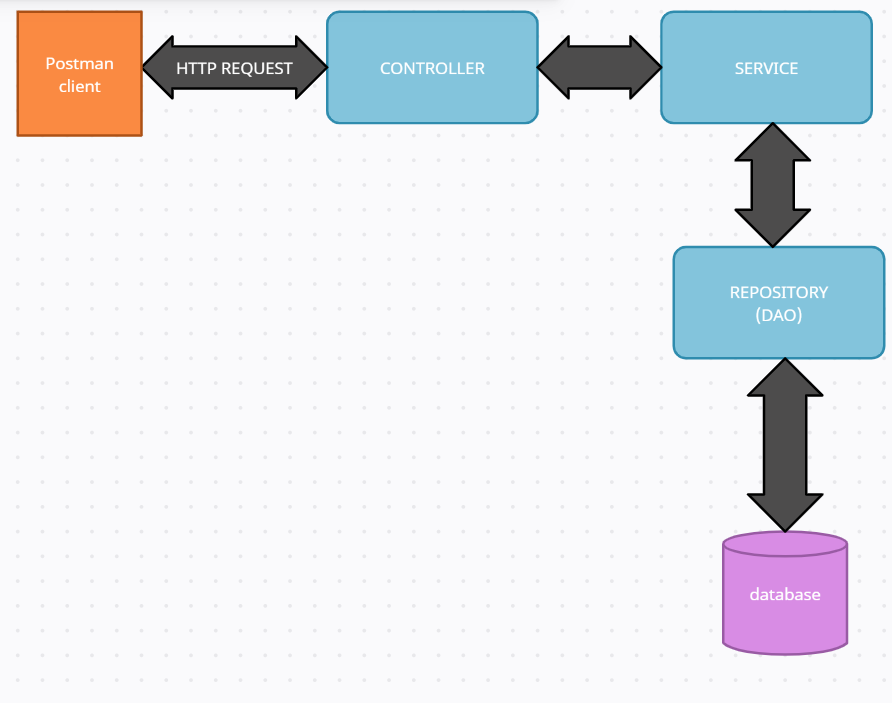 Postman
client
HTTP REQUEST
CONTROLLER
SERVICE
REPOSITORY
(DAO)
database